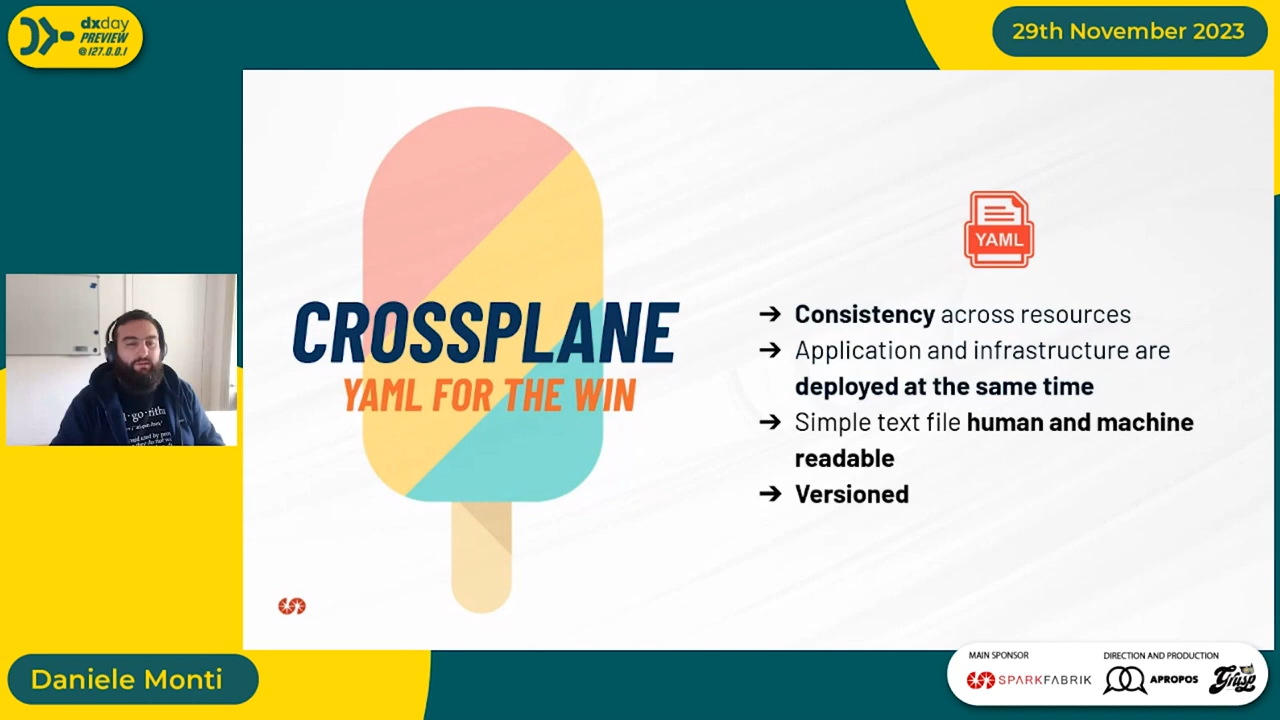 dxday
PREVIEW
@127.0.0.1
29th November 2023
YAML
CROSSPLANE
YAML FOR THE WIN
➔ Consistency across resources
➔ Application and infrastructure are
deployed at the same time
➔ Simple text file human and machine
readable
➔ Versioned
Daniele Monti
MAIN SPONSOR
SPARKFABRIK
DIRECTION AND PRODUCTION
APROPOS
Grusp